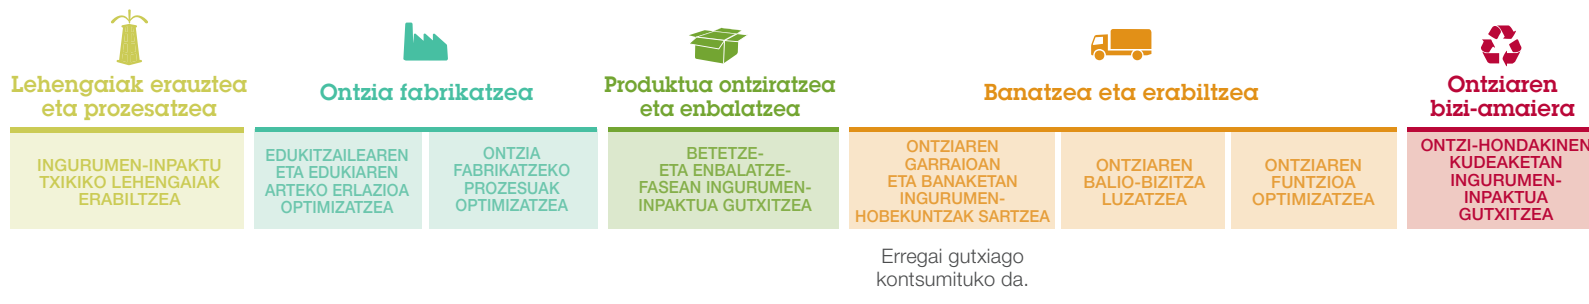 Lehengaiak erauztea
eta prozesatzea
Ontzia fabrikatzea
Produktua ontziratzea
eta enbalatzea
Banatzea eta erabiltzea
Ontziaren
bizi-amaiera
INGURUMEN-INPAKTU
TXIKIKO LEHENGAIAK
ERABILTZEA
EDUKITZAILEAREN
ETA EDUKIAREN
ARTEKO ERLAZIOA
OPTIMIZATZEA
ONTZIA
FABRIKATZEKO
PROZESUAK
OPTIMIZATZEA
BETETZE-
ETA ENBALATZE-
FASEAN INGURUMEN-
INPAKTUA GUTXITZEA
ONTZIAREN
GARRAIOAN
ETA BANAKETAN
INGURUMEN-
HOBEKUNTZAK SARTZEA
ONTZIAREN
BALIO-BIZITZA
LUZATZEA
ONTZIAREN
FUNTZIOA
OPTIMIZATZEA
ONTZI-HONDAKINEN
KUDEAKETAN
INGURUMEN-
INPAKTUA
GUTXITZEA
Erregai gutxiago
kontsumituko da.